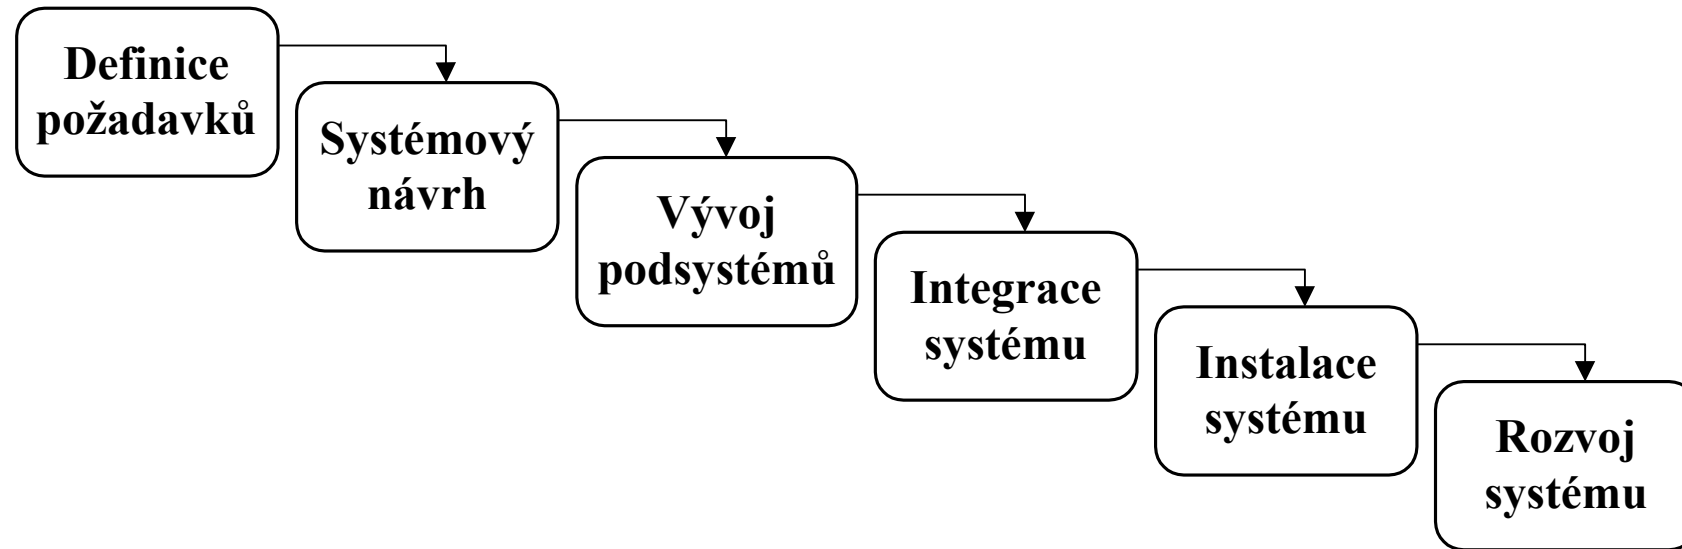 Definice
požadavků
Systémový
návrh
Vývoj
podsystémů
Integrace
systému
Instalace
systému
Rozvoj
systému